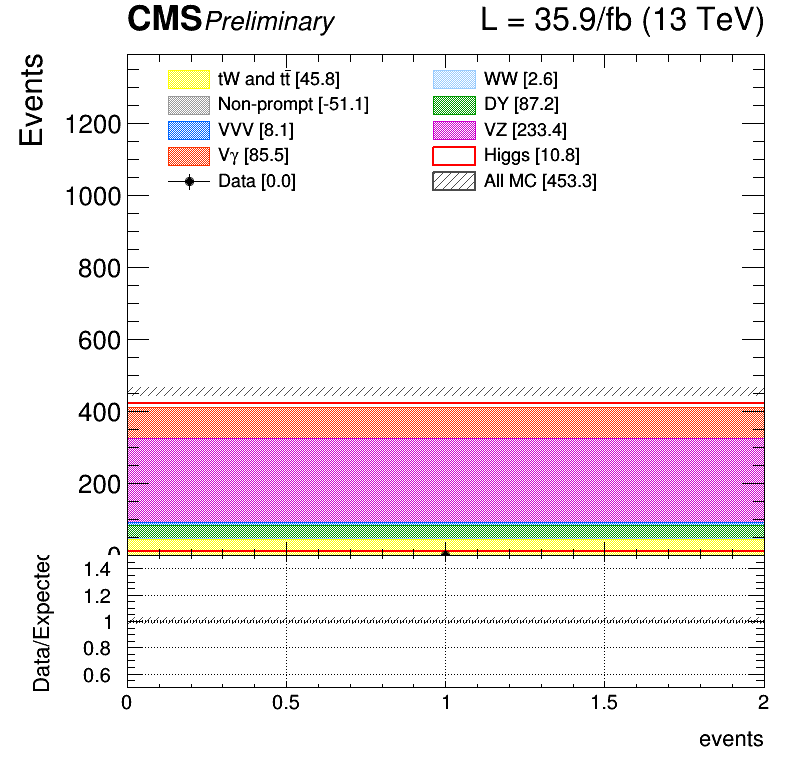 CMS Preliminary L = 35.9/fb (13 TeV)
Events
tW and tt̄ [45.8] WW [2.6]
Non-prompt [-51.1] DY [87.2]
VVV [8.1] VZ [233.4]
Vγ [85.5] Higgs [10.8]
Data [0.0] All MC [453.3]
1200
1000
800
600
400
200
0
Data/Expected
1.4
1.2
1
0.8
0.6
0 0.5 1 1.5 2
events